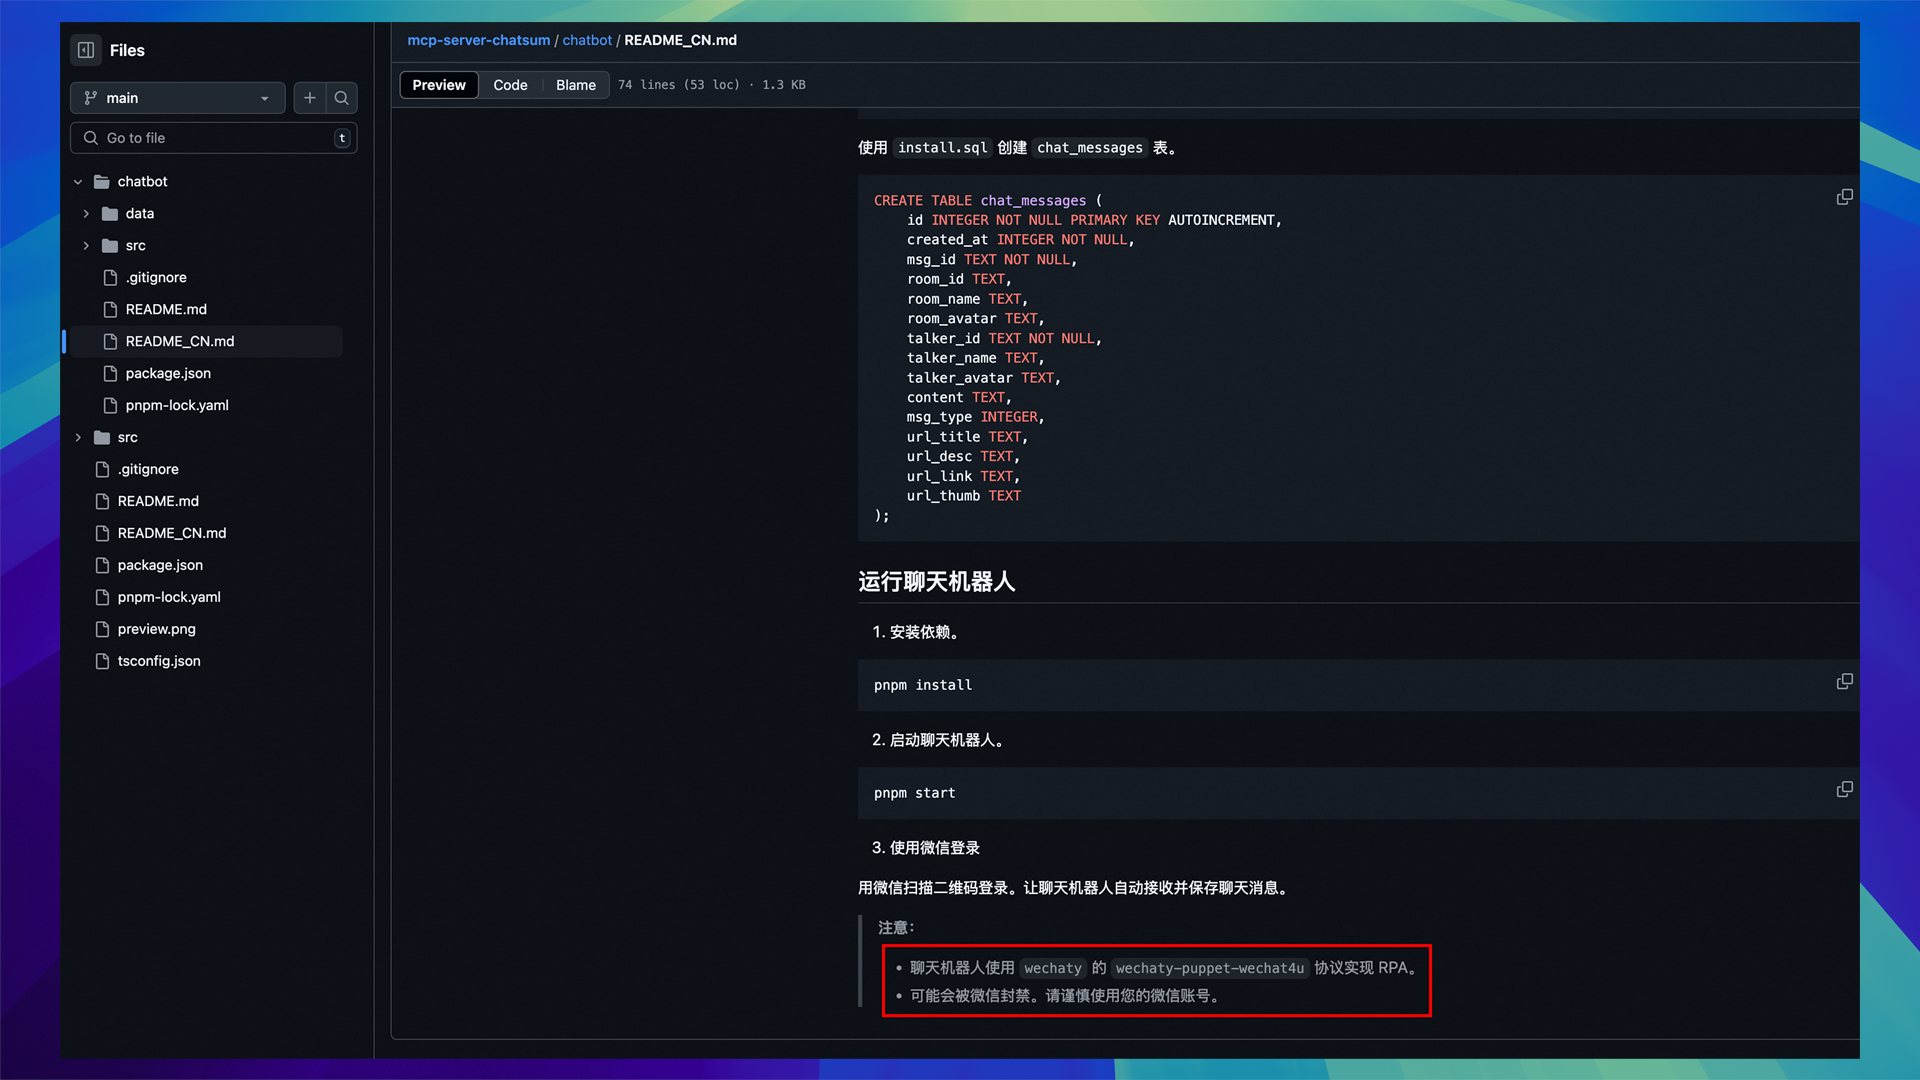 Files
main
Go to file
t
chatbot
data
src
.gitignore
README.md
README_CN.md
package.json
pnpm-lock.yaml
src
.gitignore
README.md
README_CN.md
package.json
pnpm-lock.yaml
preview.png
tsconfig.json
mcp-server-chatsum / chatbot / README_CN.md
Preview Code Blame 74 lines (53 loc) · 1.3 KB
使用 install.sql 创建 chat_messages 表。
CREATE TABLE chat_messages (
id INTEGER NOT NULL PRIMARY KEY AUTOINCREMENT,
created_at INTEGER NOT NULL,
msg_id TEXT NOT NULL,
room_id TEXT,
room_name TEXT,
room_avatar TEXT,
talker_id TEXT NOT NULL,
talker_name TEXT,
talker_avatar TEXT,
content TEXT,
msg_type INTEGER,
url_title TEXT,
url_desc TEXT,
url_link TEXT,
url_thumb TEXT
);
运行聊天机器人
1. 安装依赖。
pnpm install
2. 启动聊天机器人。
pnpm start
3. 使用微信登录
用微信扫描二维码登录。让聊天机器人自动接收并保存聊天消息。
注意：
• 聊天机器人使用 wechaty 的 wechaty-puppet-wechat4u 协议实现 RPA。
• 可能会被微信封禁。请谨慎使用您的微信账号。